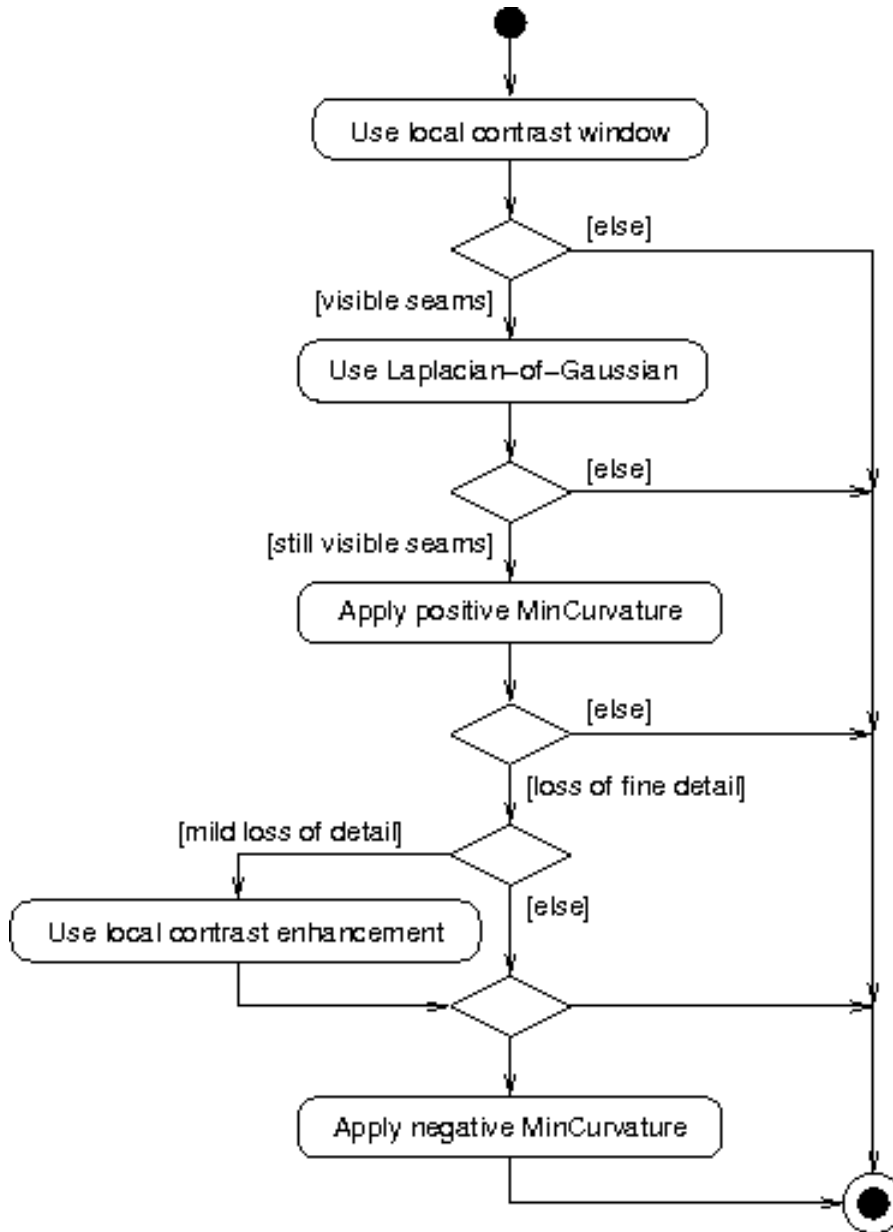 Use local contrast window
[else]
[visible seams]
Use Laplacian–of–Gaussian
[else]
[still visible seams]
Apply positive MinCurvature
[else]
[loss of fine detail]
[mild loss of detail]
[else]
Use local contrast enhancement
Apply negative MinCurvature